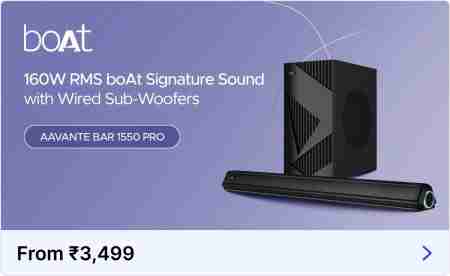 boAt
160W RMS boAt Signature Sound
with Wired Sub-Woofers
AAVANTE BAR 1550 PRO
From ₹3,499